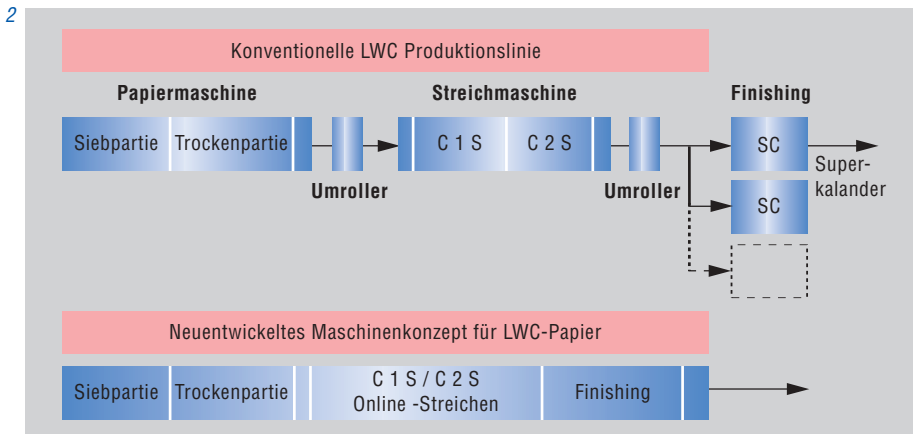 2
Konventionelle LWC Produktionslinie
Papiermaschine
Streichmaschine
Finishing
Siebpartie
Trockenpartie
C 1 S
C 2 S
SC
Super-
kalander
Umroller
Umroller
SC
Neuentwickeltes Maschinenkonzept für LWC-Papier
Siebpartie
Trockenpartie
C 1 S / C 2 S
Online -Streichen
Finishing